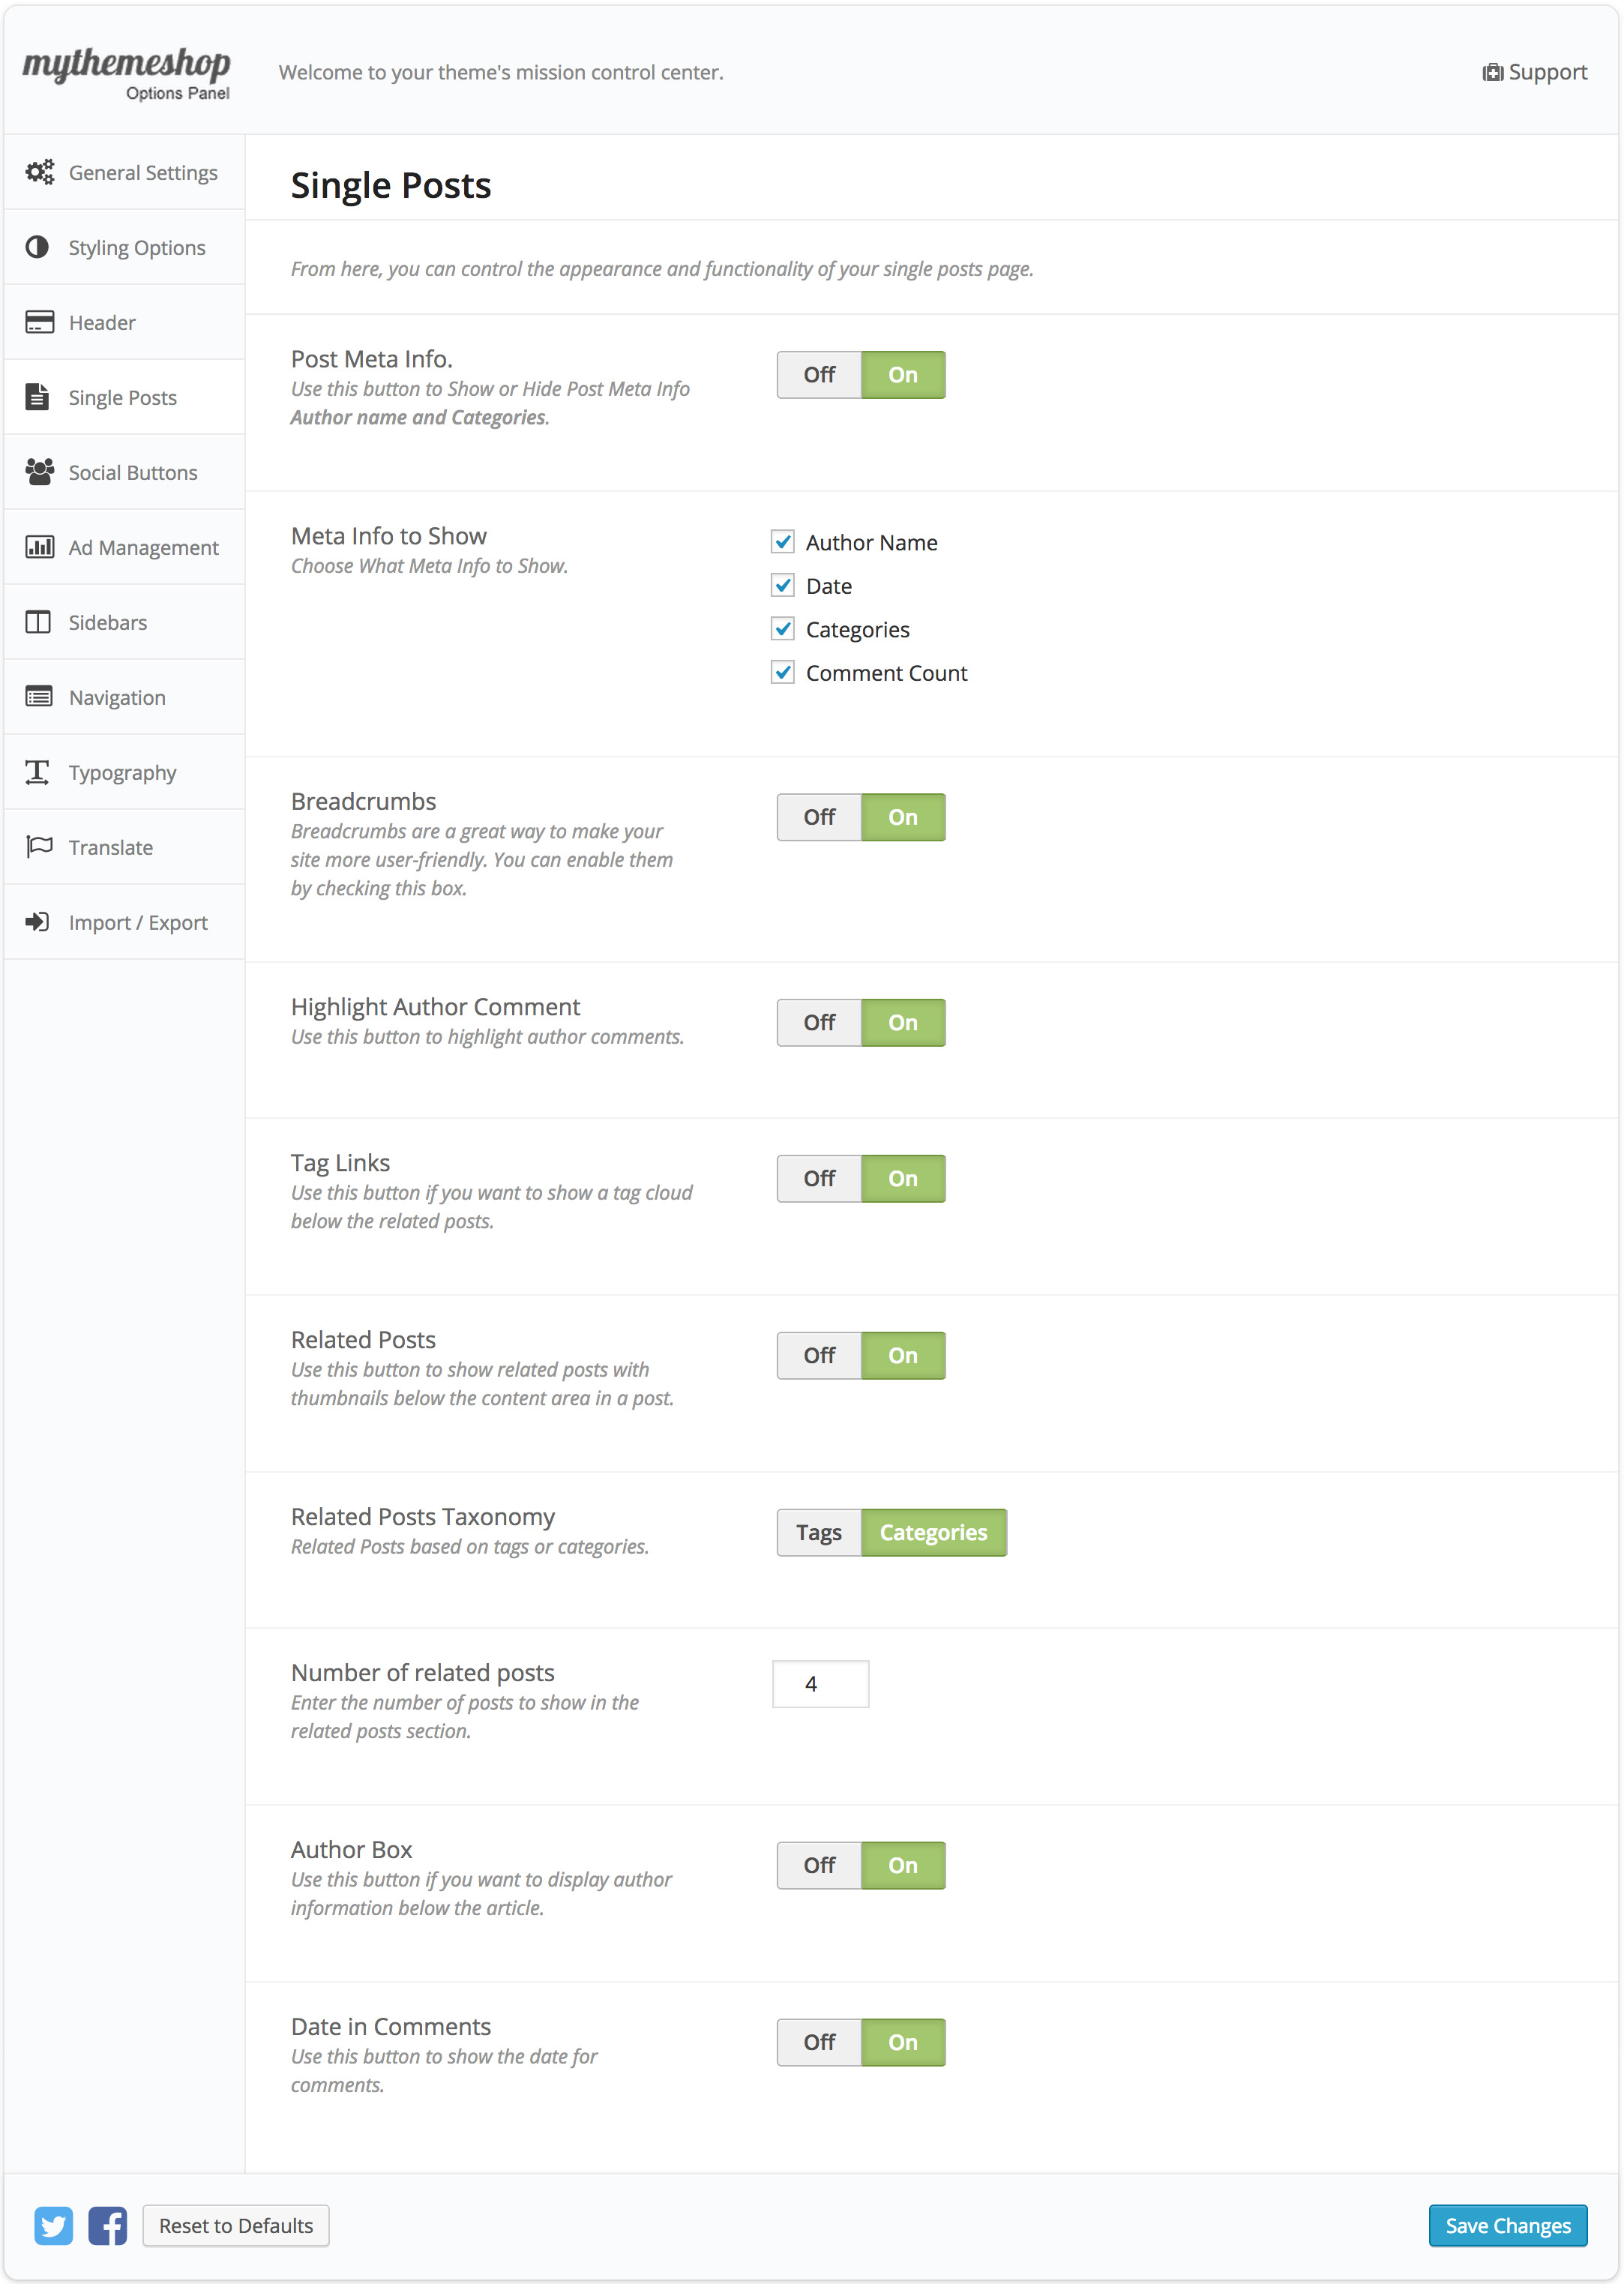 mythemeshop
Options Panel
Welcome to your theme's mission control center.
Support
General Settings
Styling Options
Header
Single Posts
Social Buttons
Ad Management
Sidebars
Navigation
Typography
Translate
Import / Export
Single Posts
From here, you can control the appearance and functionality of your single posts page.
Post Meta Info.
Use this button to Show or Hide Post Meta Info
Author name and Categories.
Off On
Meta Info to Show
Choose What Meta Info to Show.
Author Name
Date
Categories
Comment Count
Breadcrumbs
Breadcrumbs are a great way to make your
site more user-friendly. You can enable them
by checking this box.
Off On
Highlight Author Comment
Use this button to highlight author comments.
Off On
Tag Links
Use this button if you want to show a tag cloud
below the related posts.
Off On
Related Posts
Use this button to show related posts with
thumbnails below the content area in a post.
Off On
Related Posts Taxonomy
Related Posts based on tags or categories.
Tags Categories
Number of related posts
Enter the number of posts to show in the
related posts section.
4
Author Box
Use this button if you want to display author
information below the article.
Off On
Date in Comments
Use this button to show the date for
comments.
Off On
Reset to Defaults
Save Changes